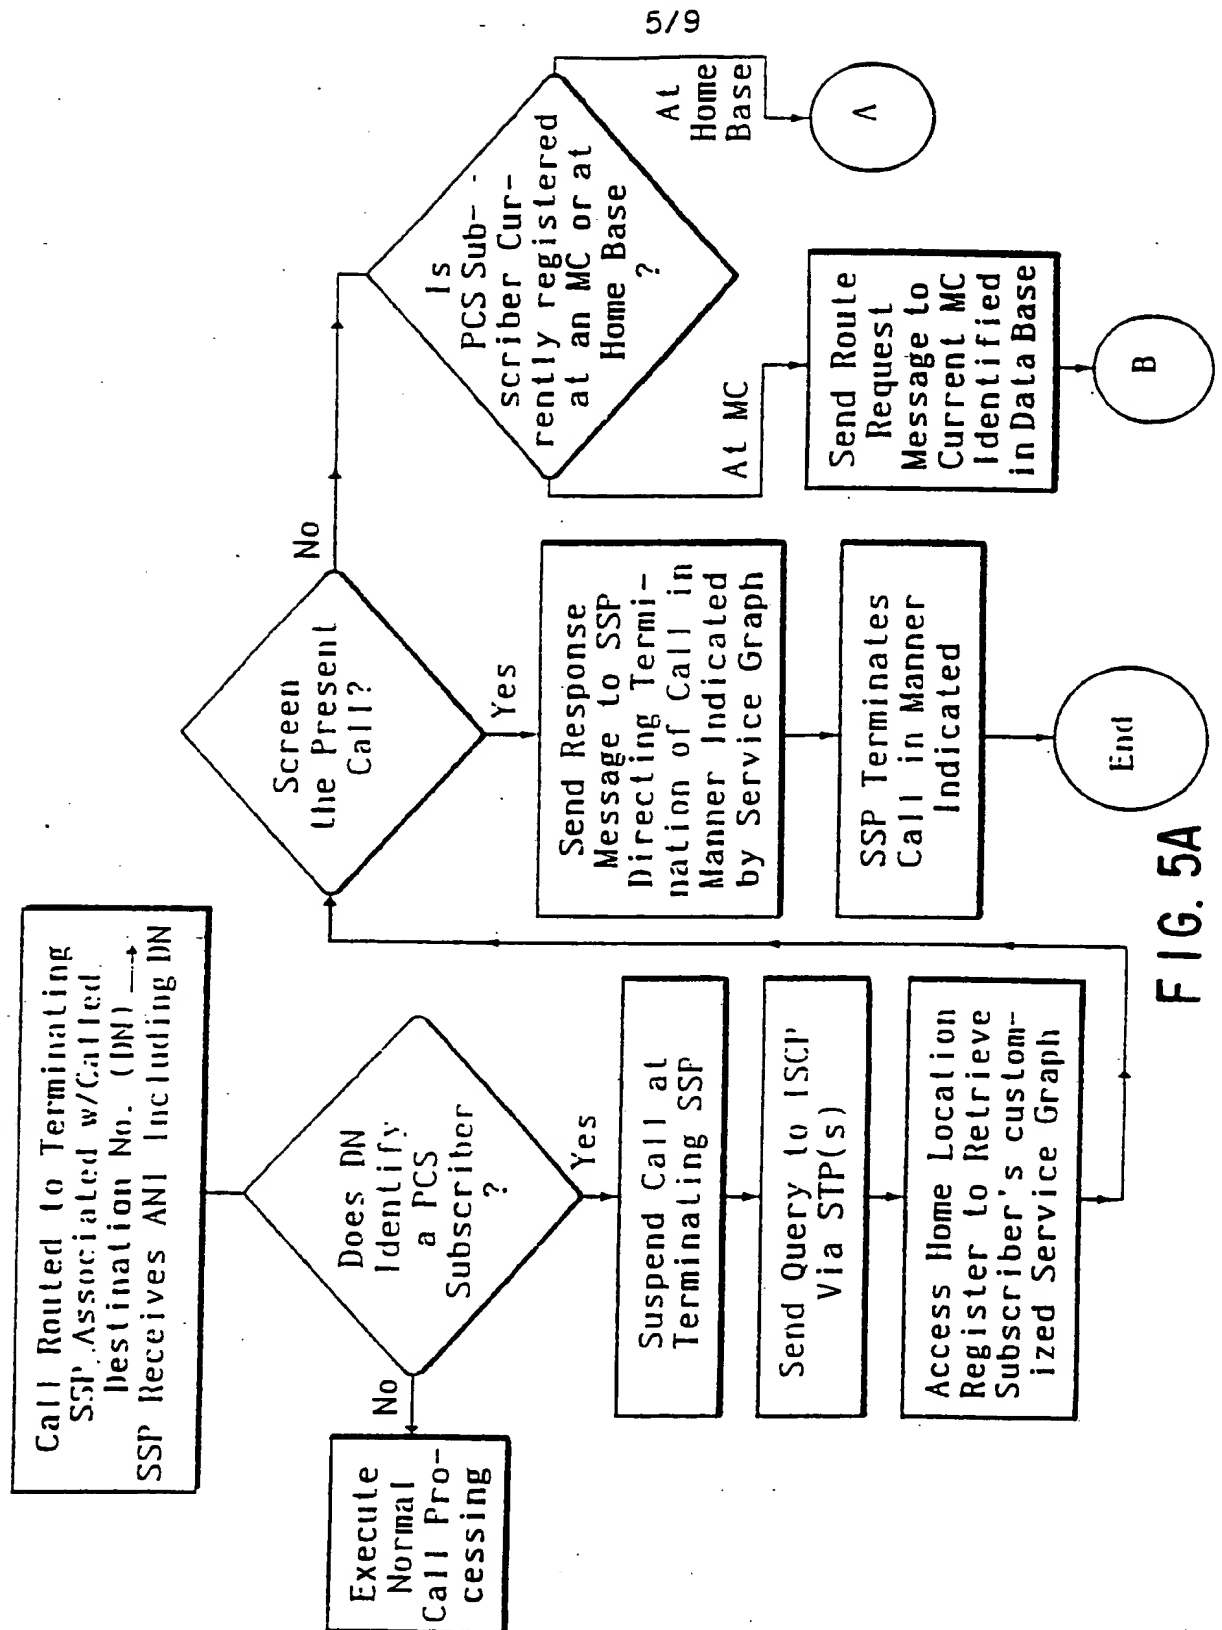 5/9
Call Routed to Terminating
SSP Associated w/Called
Destination No. (DN)
SSP Receives ANI Including DN
Does DN
Identify
a PCS
Subscriber
?
No
Execute
Normal
Call Pro-
cessing
Yes
Suspend Call at
Terminating SSP
Send Query to ISCP
Via STP(s)
Access Home Location
Register to Retrieve
Subscriber's custom-
ized Service Graph
Screen
the Present
Call?
Yes
Send Response
Message to SSP
Directing Termi-
nation of Call in
Manner Indicated
by Service Graph
SSP Terminates
Call in Manner
Indicated
End
No
Is
PCS Sub-
scriber Cur-
rently registered
at an MC or at
Home Base
?
At MC
Send Route
Request
Message to
Current MC
Identified
in Data Base
B
At
Home
Base
A
FIG. 5A